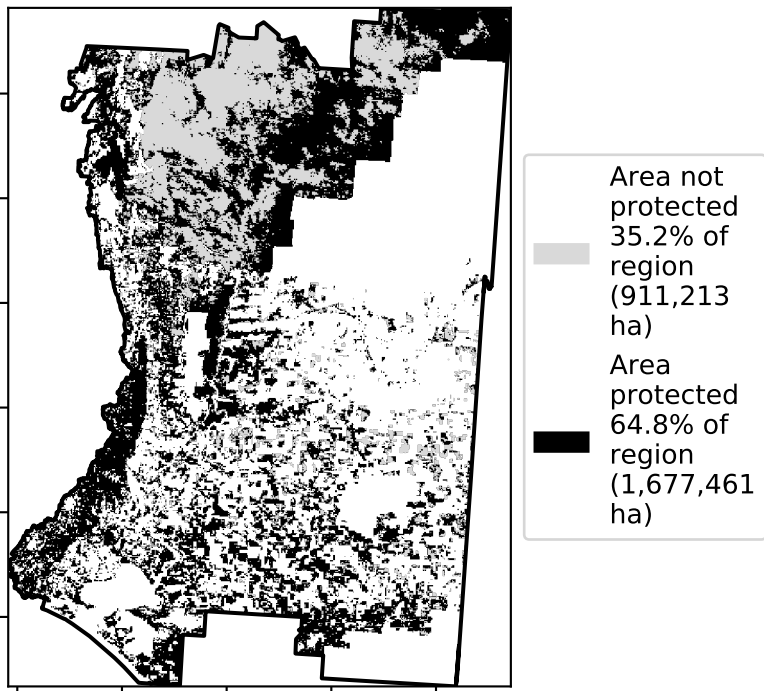 Area not
protected
35.2% of
region
(911,213
ha)
Area
protected
64.8% of
region
(1,677,461
ha)